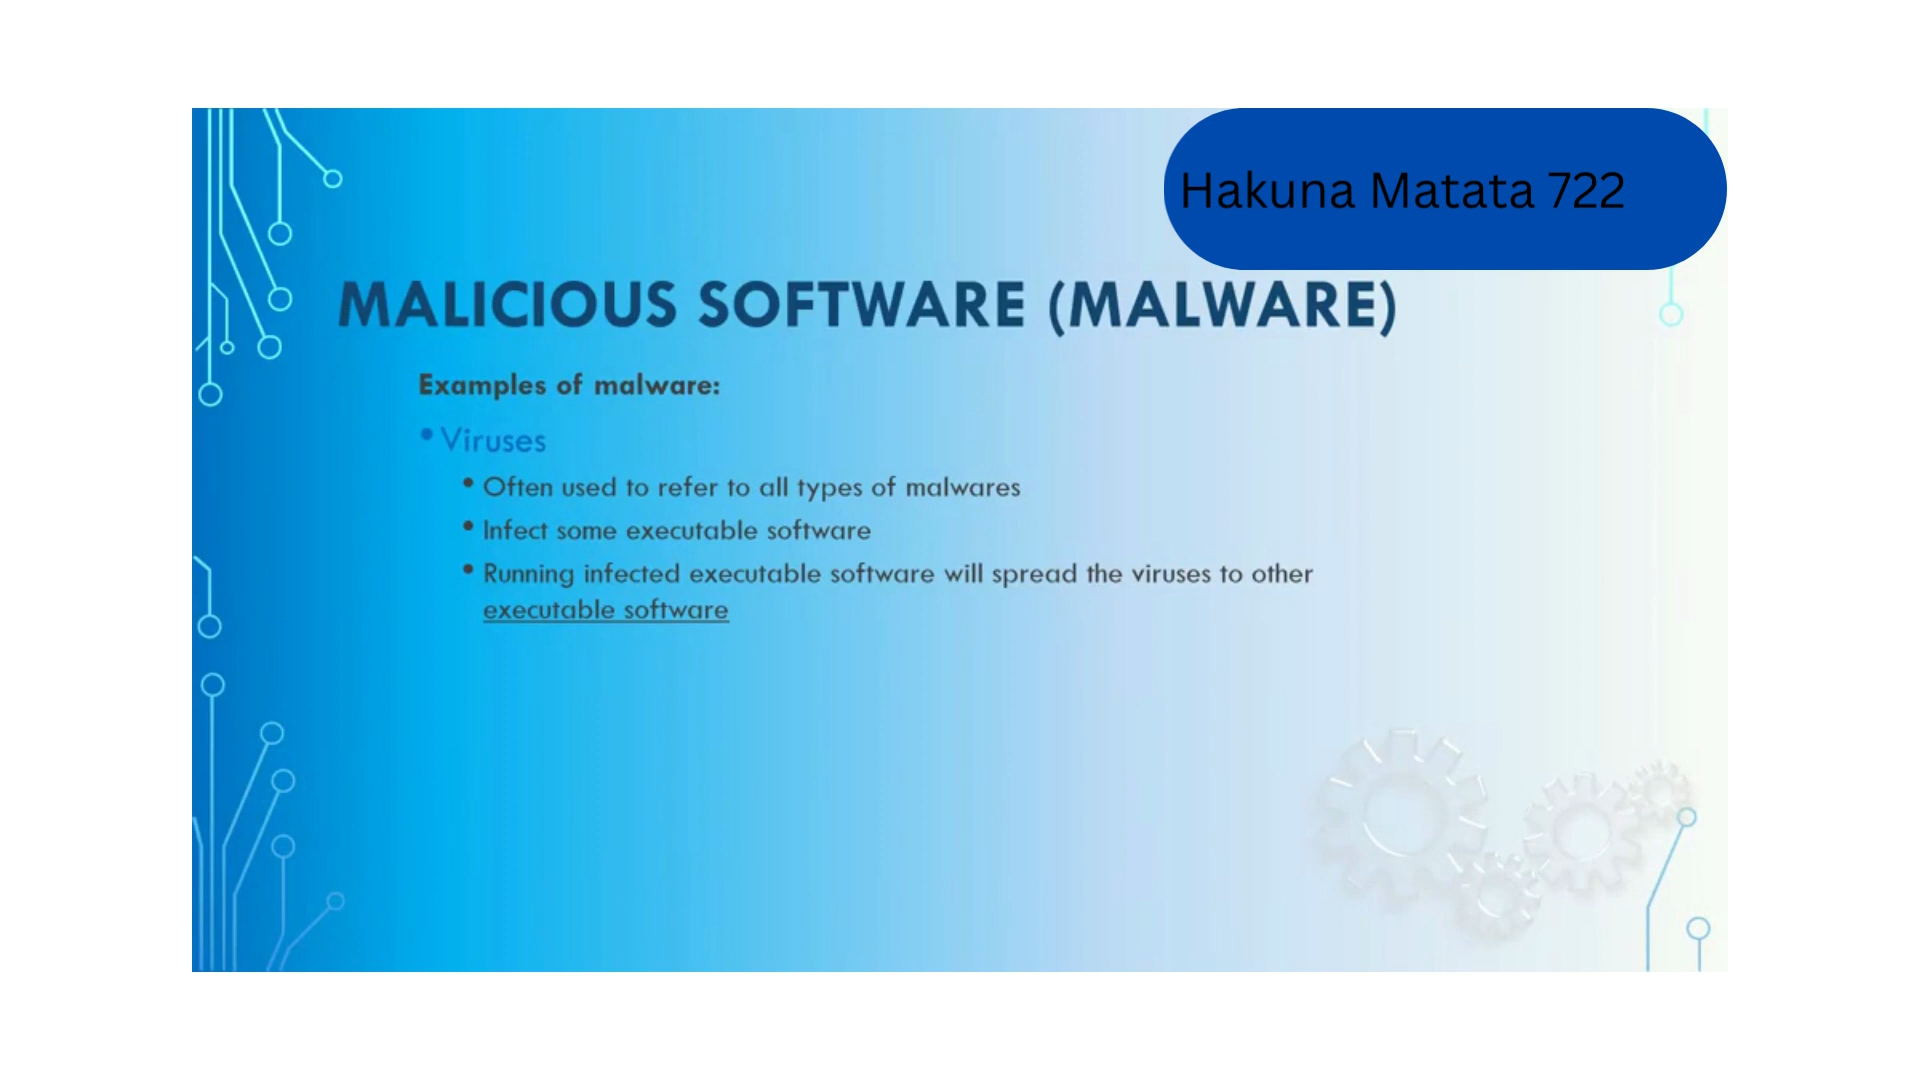 Hakuna Matata 722
MALICIOUS SOFTWARE (MALWARE)
Examples of malware:
• Viruses
• Often used to refer to all types of malwares
• Infect some executable software
• Running infected executable software will spread the viruses to other
executable software